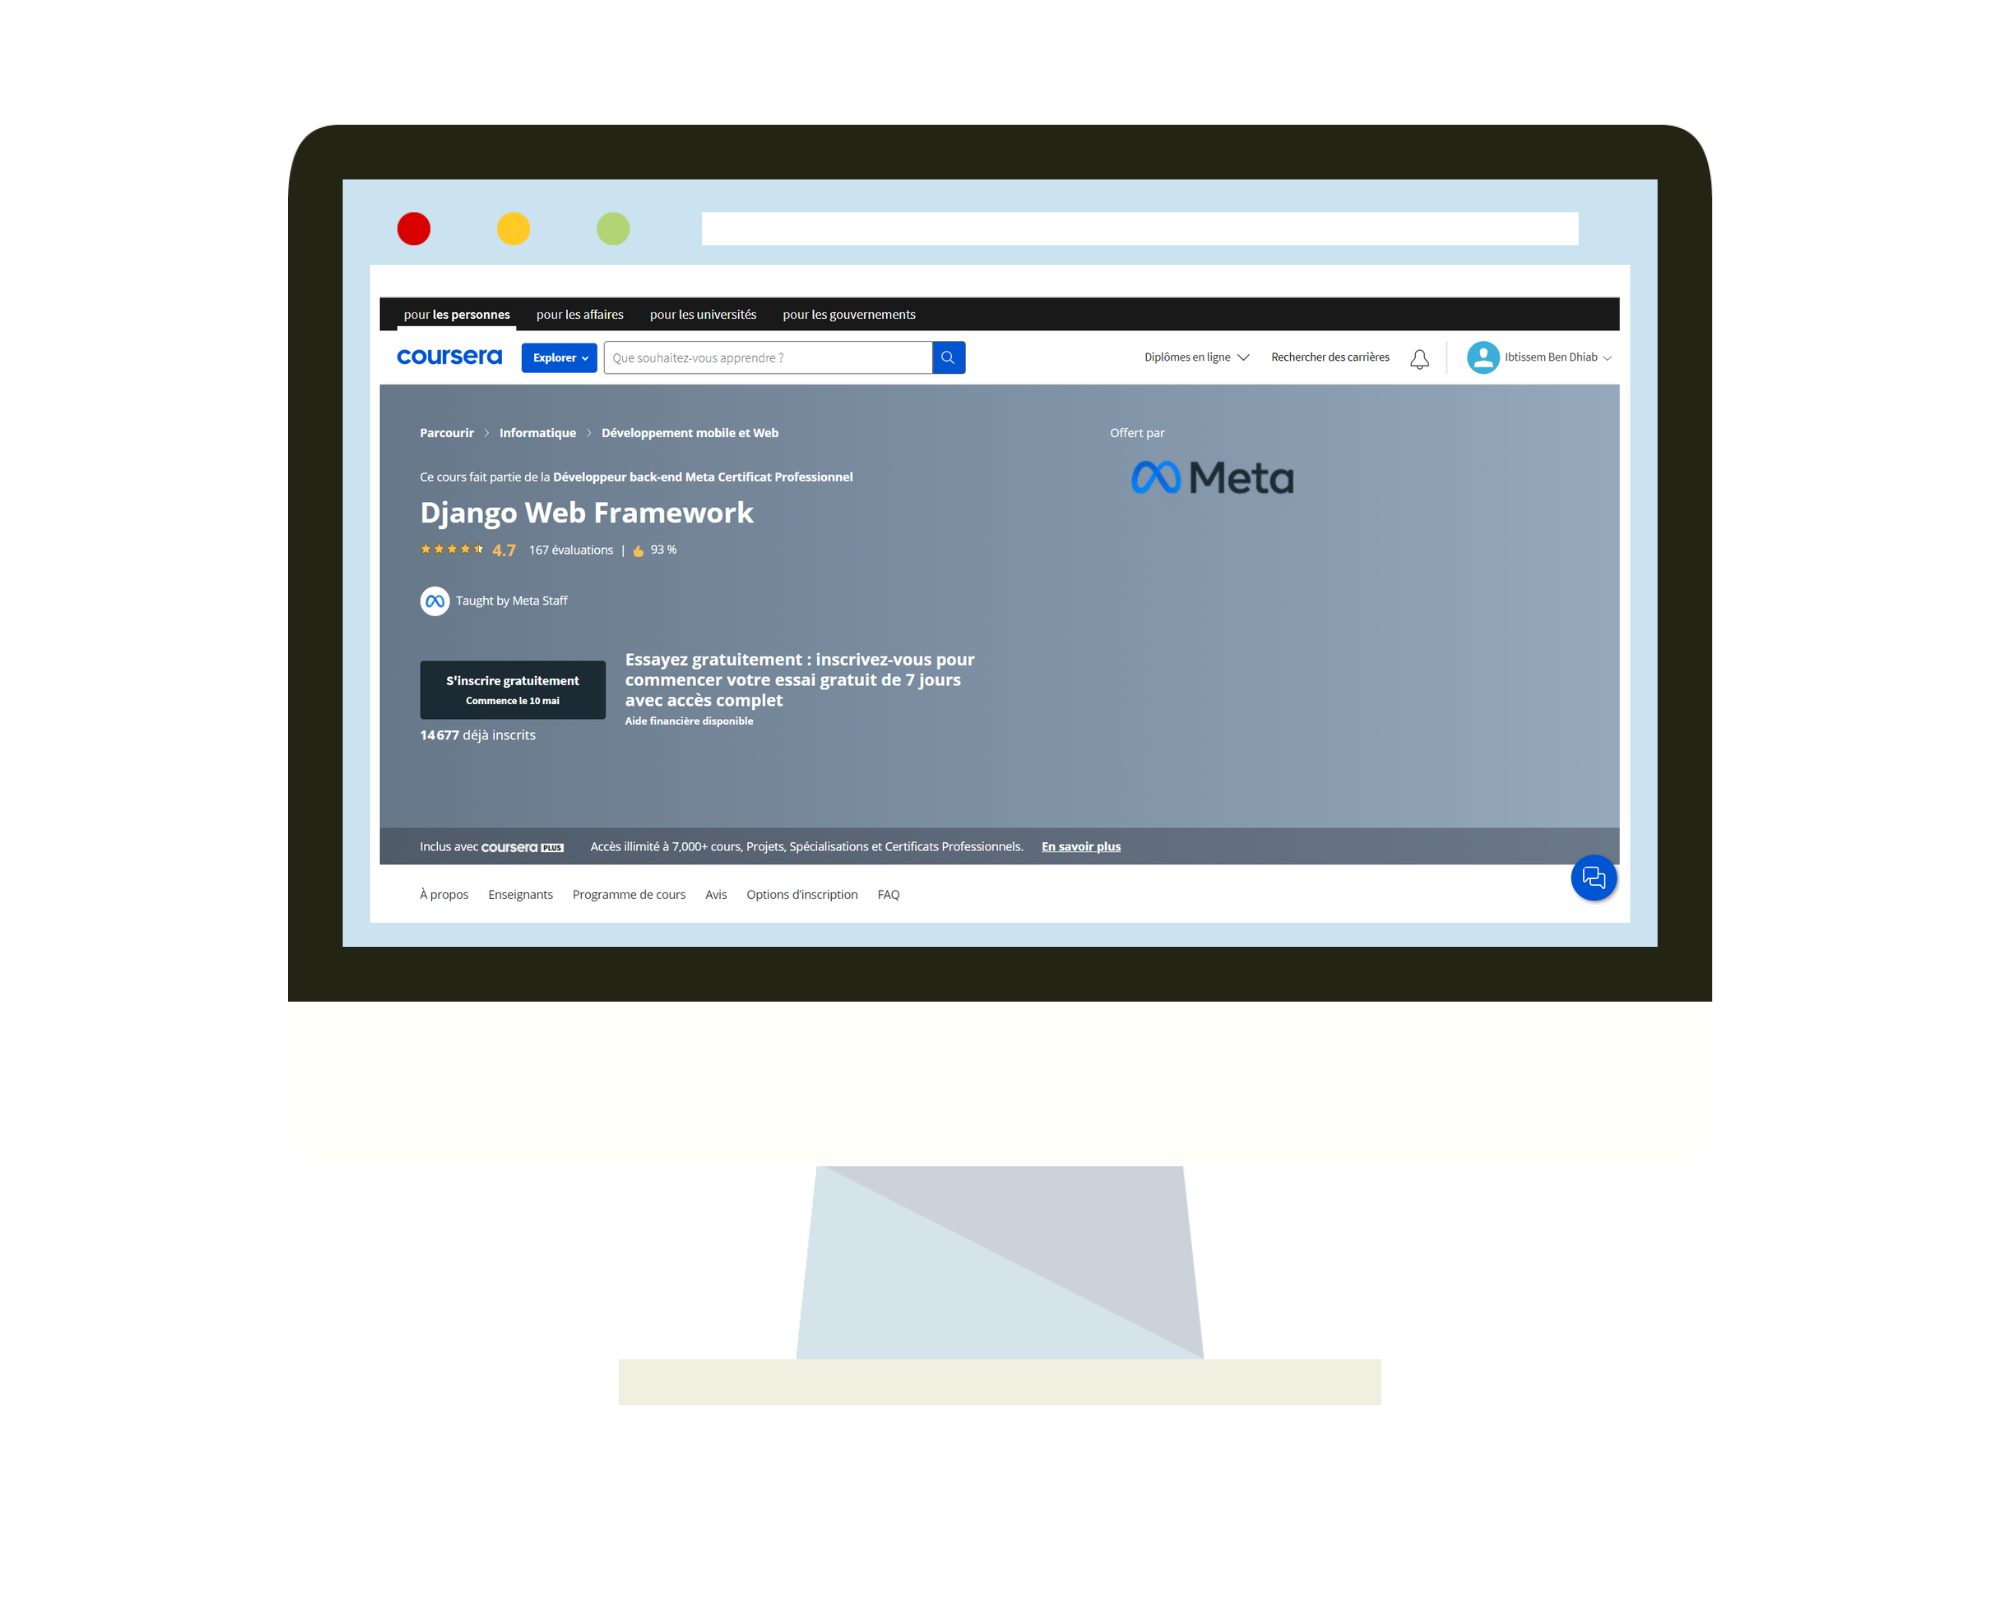 pour les personnes pour les affaires pour les universités pour les gouvernements
coursera Explorer Que souhaitez-vous apprendre ? Diplômes en ligne Rechercher des carrières Ibtissem Ben Dhiab
Parcourir > Informatique > Développement mobile et Web
Offert par
Meta
Ce cours fait partie de la Développeur back-end Meta Certificat Professionnel
Django Web Framework
4.7 167 évaluations | 93 %
Taught by Meta Staff
S'inscrire gratuitement
Commence le 10 mai
14 677 déjà inscrits
Essayez gratuitement : inscrivez-vous pour
commencer votre essai gratuit de 7 jours
avec accès complet
Aide financière disponible
Inclus avec coursera PLUS Accès illimité à 7,000+ cours, Projets, Spécialisations et Certificats Professionnels. En savoir plus
À propos Enseignants Programme de cours Avis Options d'inscription FAQ